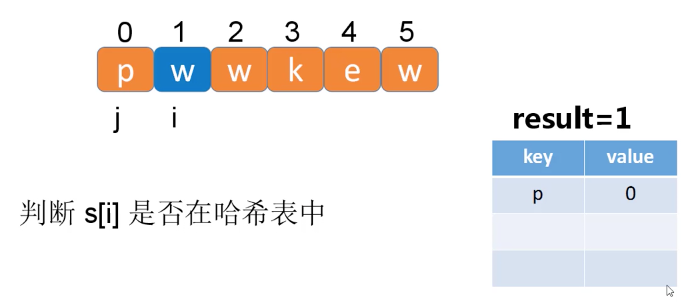 0 1 2 3 4 5
p w w k e w
j i
result=1
key value
p 0
判断 s[i] 是否在哈希表中